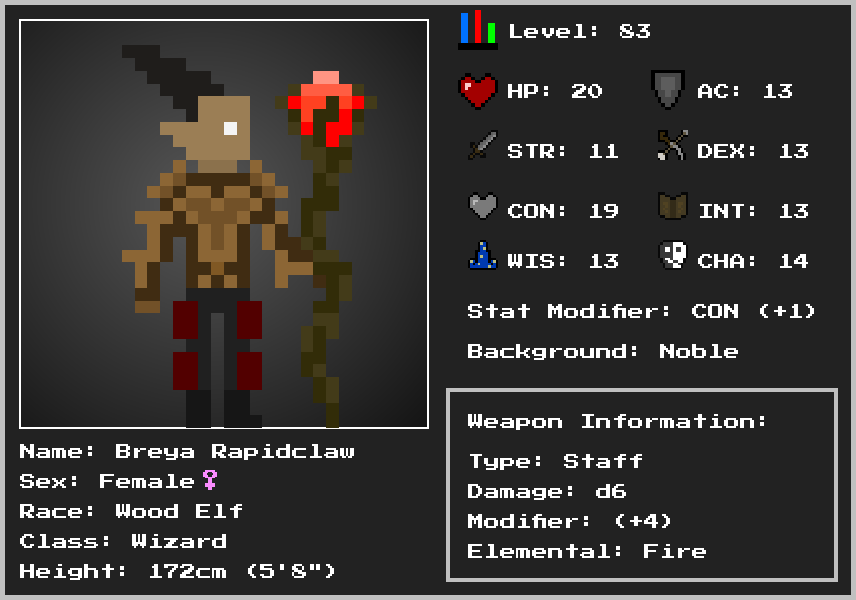 Level: 83
HP: 20 AC: 13
STR: 11 DEX: 13
CON: 19 INT: 13
WIS: 13 CHA: 14
Stat Modifier: CON (+1)
Background: Noble
Weapon Information:
Type: Staff
Damage: d6
Modifier: (+4)
Elemental: Fire
Name: Breya Rapidclaw
Sex: Female♀
Race: Wood Elf
Class: Wizard
Height: 172cm (5'8")